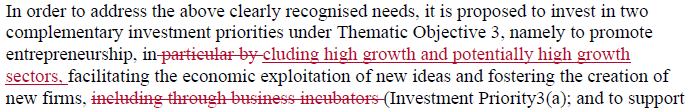 In order to address the above clearly recognised needs, it is proposed to invest in two
complementary investment priorities under Thematic Objective 3, namely to promote
entrepreneurship, in particular by cluding high growth and potentially high growth
sectors, facilitating the economic exploitation of new ideas and fostering the creation of
new firms, including through business incubators (Investment Priority3(a); and to support